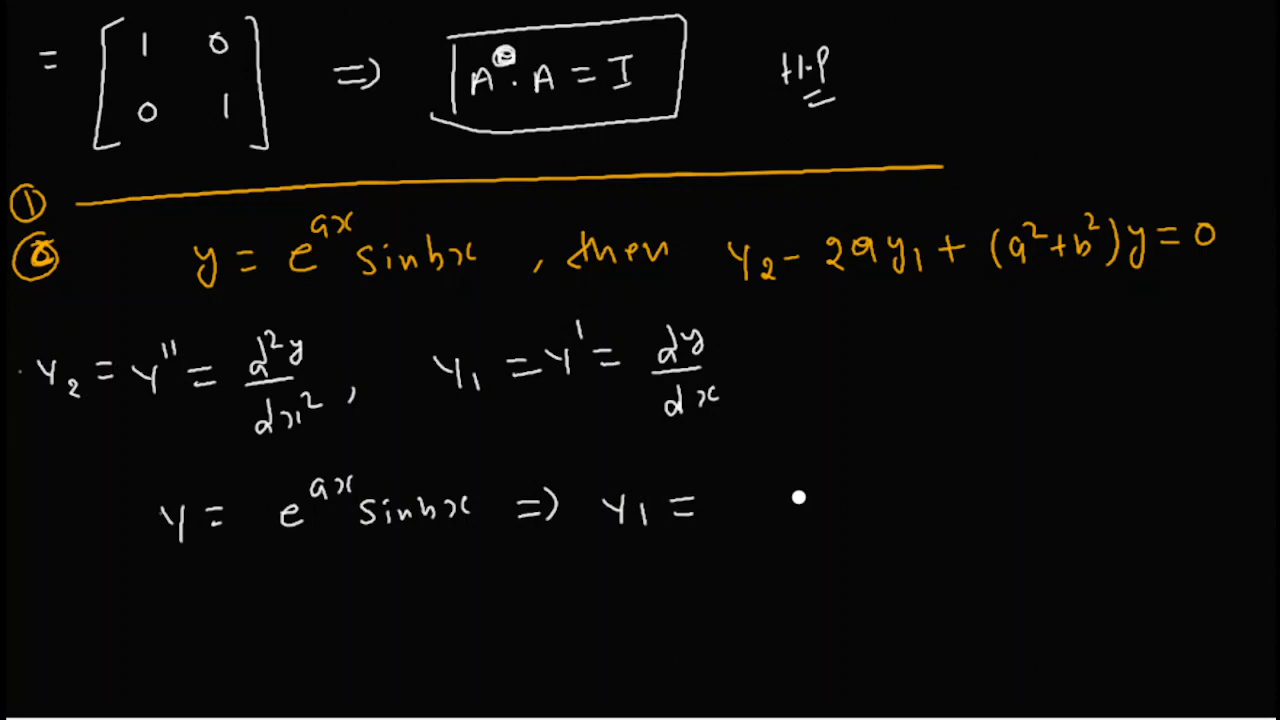 = [ 1 0
0 1 ] => A^Θ · A = I H.P
①
② y = e^{ax} sinbx , then y₂ - 2ay₁ + (a² + b²)y = 0
y₂ = y'' = d²y/dx² , y₁ = y' = dy/dx
y = e^{ax} sinbx => y₁ =